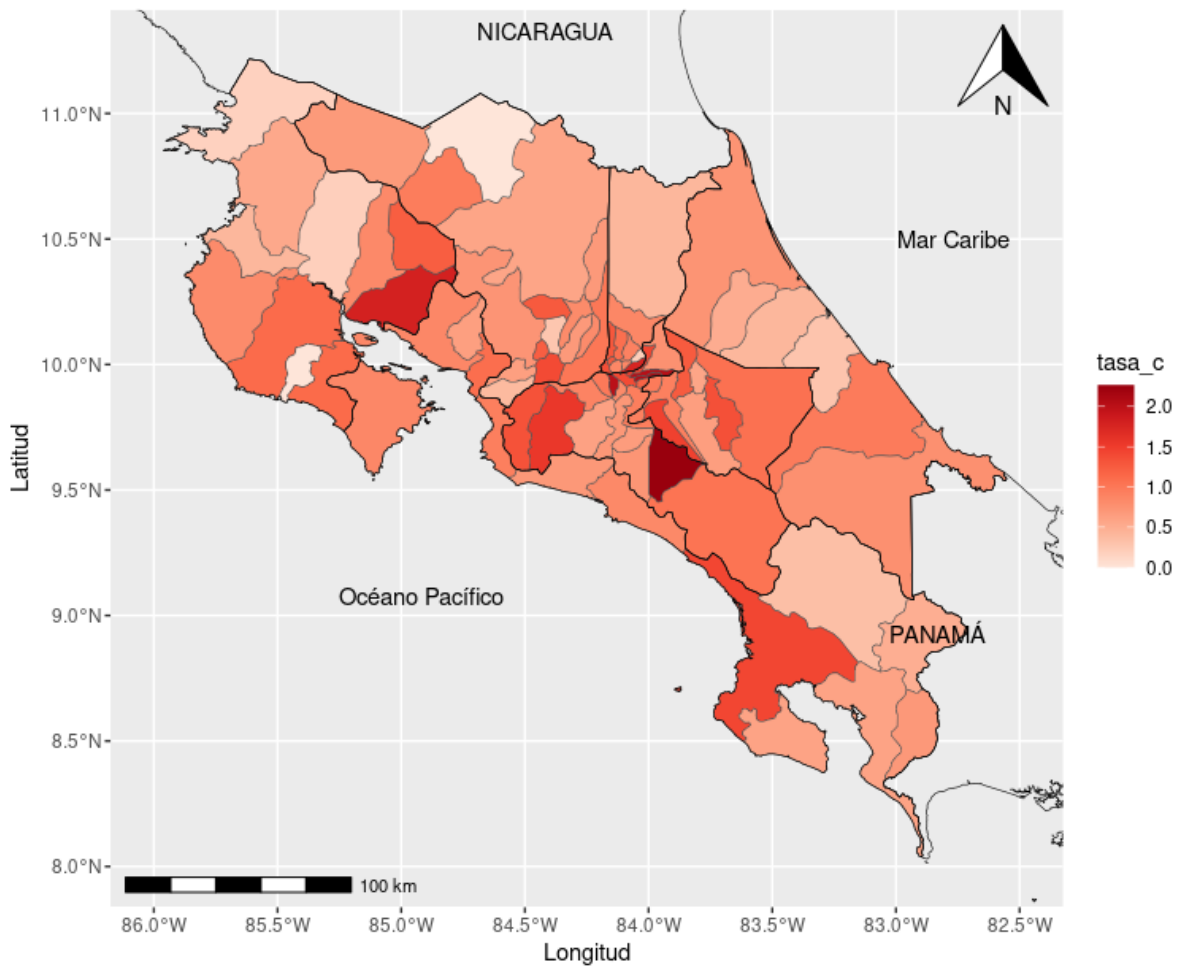 NICARAGUA
N
11.0°N
10.5°N
Mar Caribe
10.0°N
tasa_c
2.0
1.5
1.0
0.5
0.0
Latitud
9.5°N
Océano Pacífico
9.0°N
PANAMÁ
8.5°N
8.0°N
100 km
86.0°W
85.5°W
85.0°W
84.5°W
84.0°W
83.5°W
83.0°W
82.5°W
Longitud